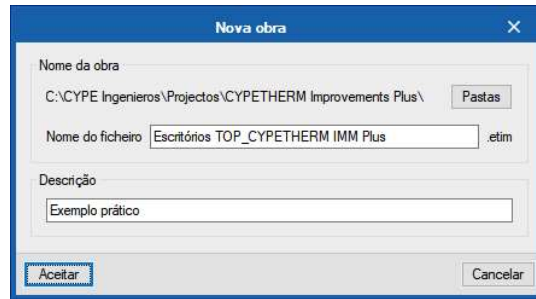 Nova obra
Nome da obra
C:\CYPE Ingenieros\Projectos\CYPETHERM Improvements Plus\ Pastas
Nome do ficheiro Escritórios TOP_CYPETHERM IMM Plus .etim
Descrição
Exemplo prático
Aceitar Cancelar